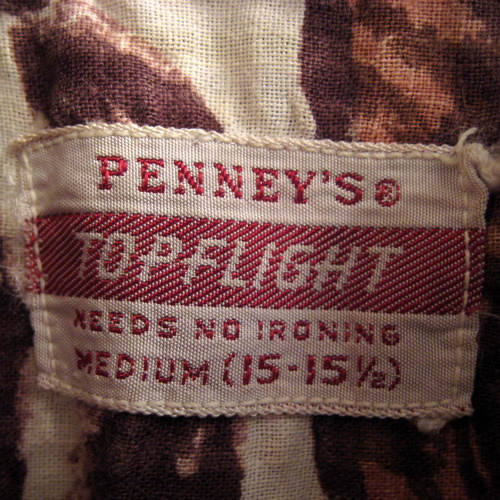 PENNEY'S®
TOPFLIGHT
NEEDS NO IRONING
MEDIUM (15-15½)